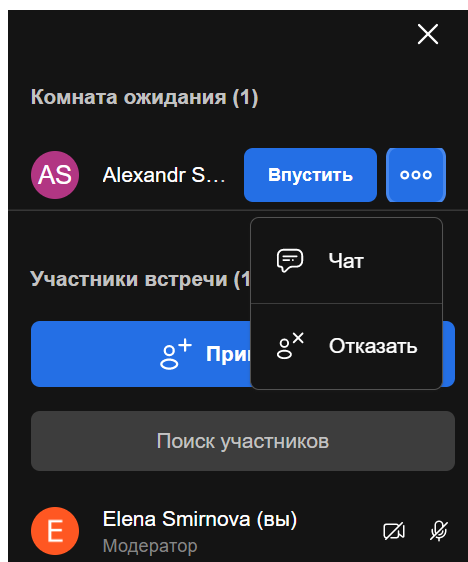 Комната ожидания (1)
AS
Alexandr S...
Впустить
Чат
Участники встречи (1
Отказать
Поиск участников
E
Elena Smirnova (вы)
Модератор